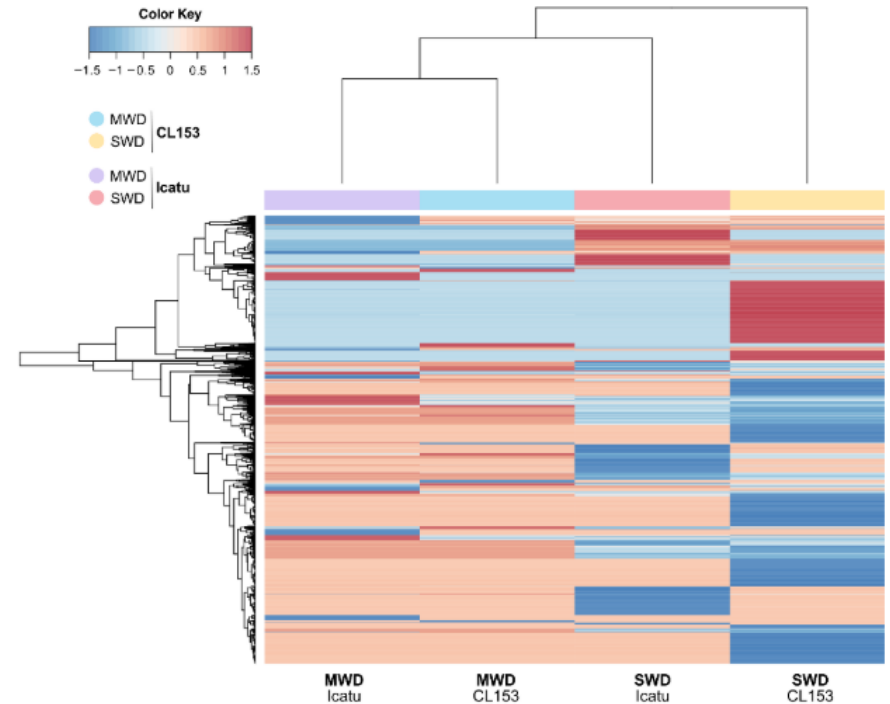 Color Key
−1.5 −1 −0.5 0 0.5 1 1.5
MWD
SWD
CL153
MWD
SWD
Icatu
MWD MWD SWD SWD
Icatu CL153 Icatu CL153